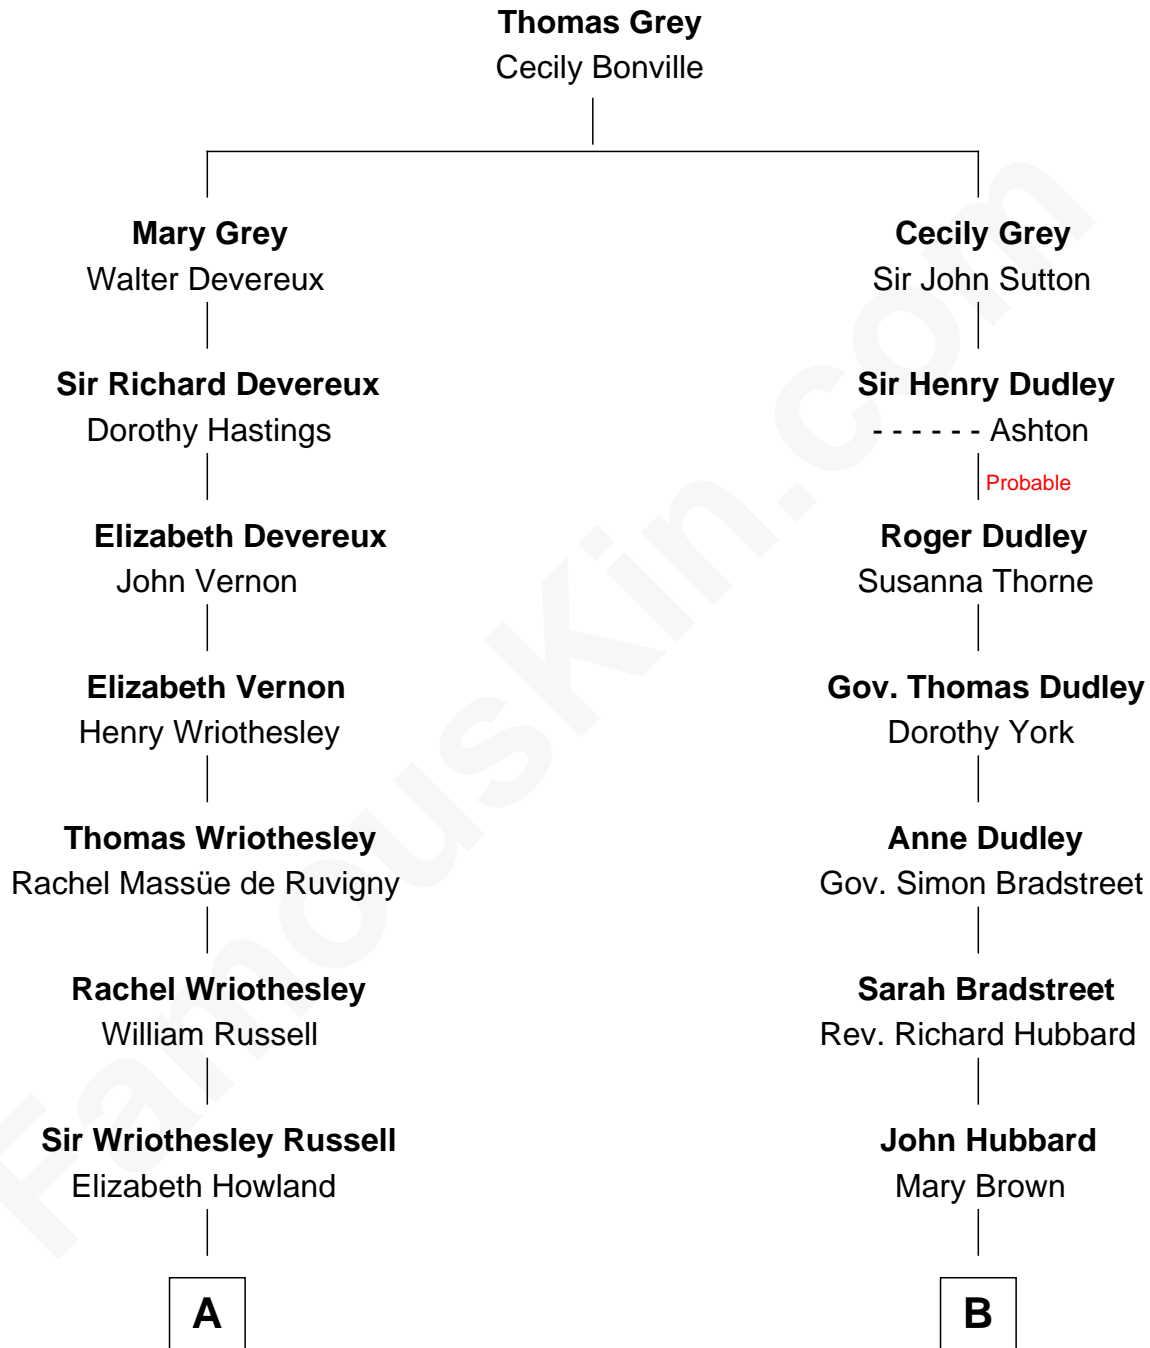 Thomas Grey
Cecily Bonville
Mary Grey
Walter Devereux
Cecily Grey
Sir John Sutton
Sir Richard Devereux
Dorothy Hastings
Sir Henry Dudley
- - - - - - Ashton
Probable
Elizabeth Devereux
John Vernon
Roger Dudley
Susanna Thorne
Elizabeth Vernon
Henry Wriothesley
Gov. Thomas Dudley
Dorothy York
Thomas Wriothesley
Rachel Massüe de Ruvigny
Anne Dudley
Gov. Simon Bradstreet
Rachel Wriothesley
William Russell
Sarah Bradstreet
Rev. Richard Hubbard
Sir Wriothesley Russell
Elizabeth Howland
John Hubbard
Mary Brown
A
B
FamousKin.com